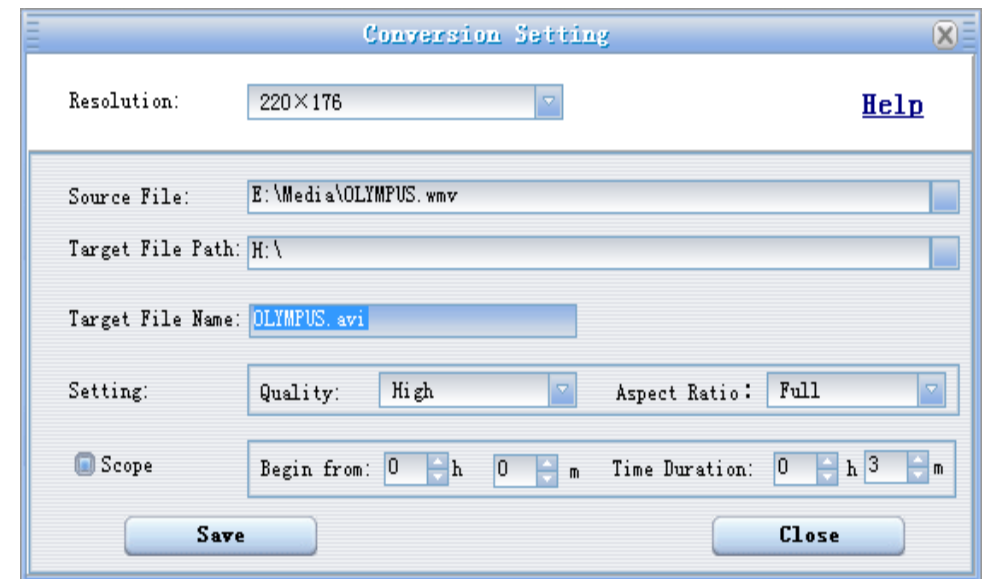 Conversion Setting
Resolution: 220×176 Help
Source File: E:\Media\OLYMPUS.wmv
Target File Path: H:\
Target File Name: OLYMPUS.avi
Setting: Quality: High Aspect Ratio: Full
Scope Begin from: 0 h 0 m Time Duration: 0 h 3 m
Save Close